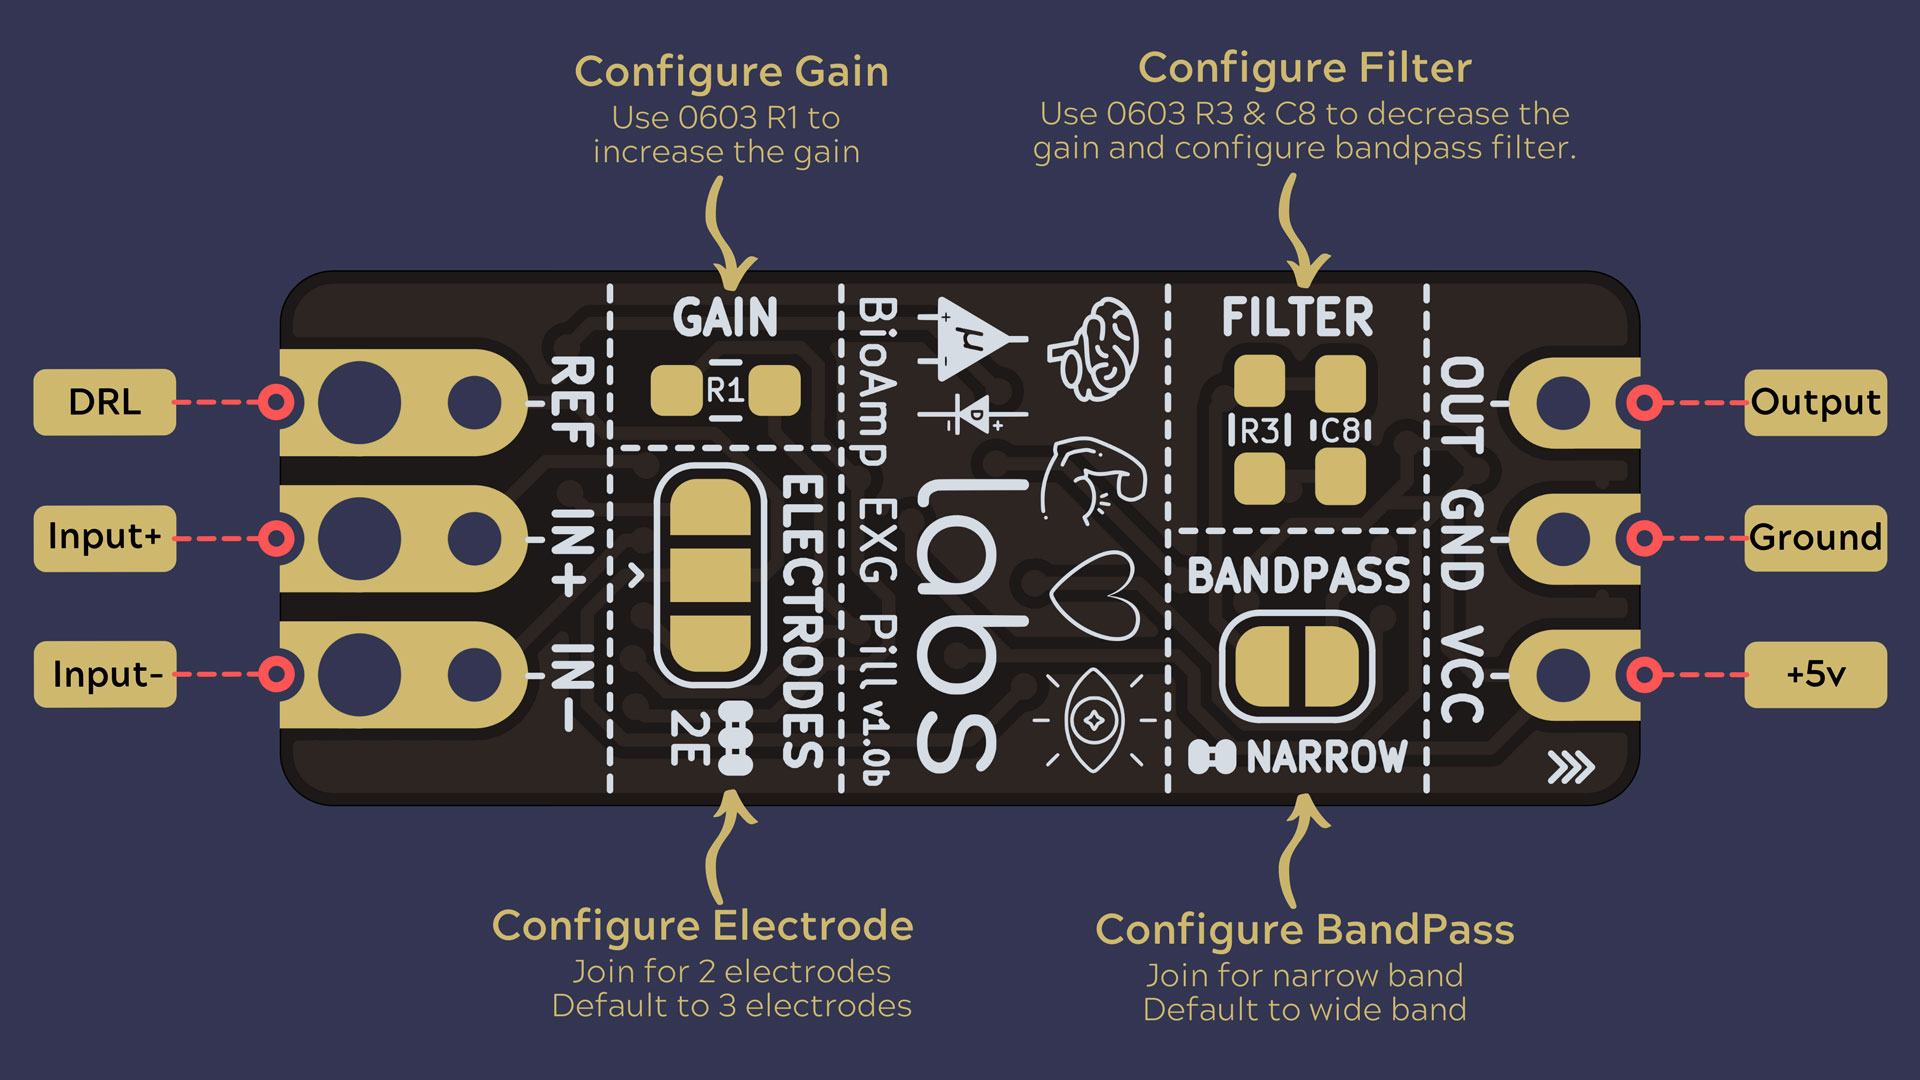 Configure Gain
Use 0603 R1 to
increase the gain
Configure Filter
Use 0603 R3 & C8 to decrease the
gain and configure bandpass filter.
DRL
Input+
Input-
REF
IN+
IN-
GAIN
R1
ELECTRODES
2E
BioAmp EXG Pill v1.0b
μ
+
-
D
- +
labs
FILTER
R3
C8
BANDPASS
NARROW
OUT
GND
VCC
Output
Ground
+5v
Configure Electrode
Join for 2 electrodes
Default to 3 electrodes
Configure BandPass
Join for narrow band
Default to wide band